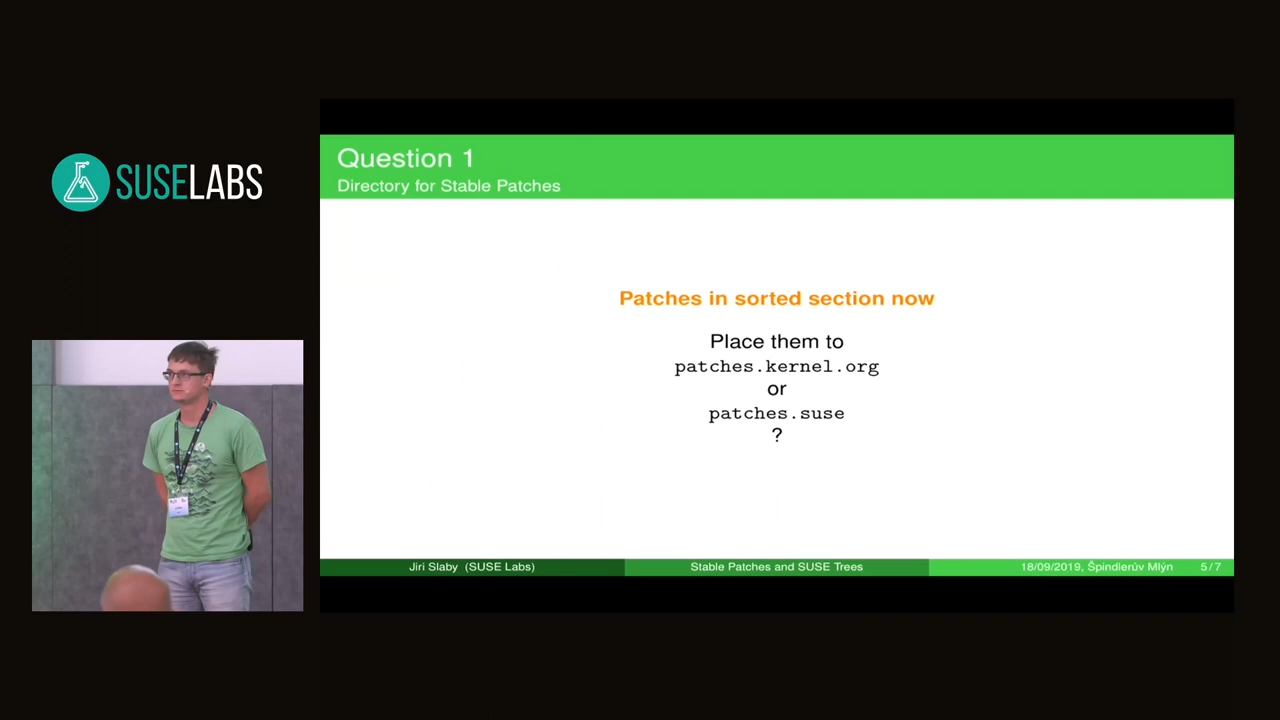 SUSELABS
Question 1
Directory for Stable Patches
Patches in sorted section now
Place them to
patches.kernel.org
or
patches.suse
?
Jiri Slaby (SUSE Labs)
Stable Patches and SUSE Trees
18/09/2019, Špindlerův Mlýn
5/7